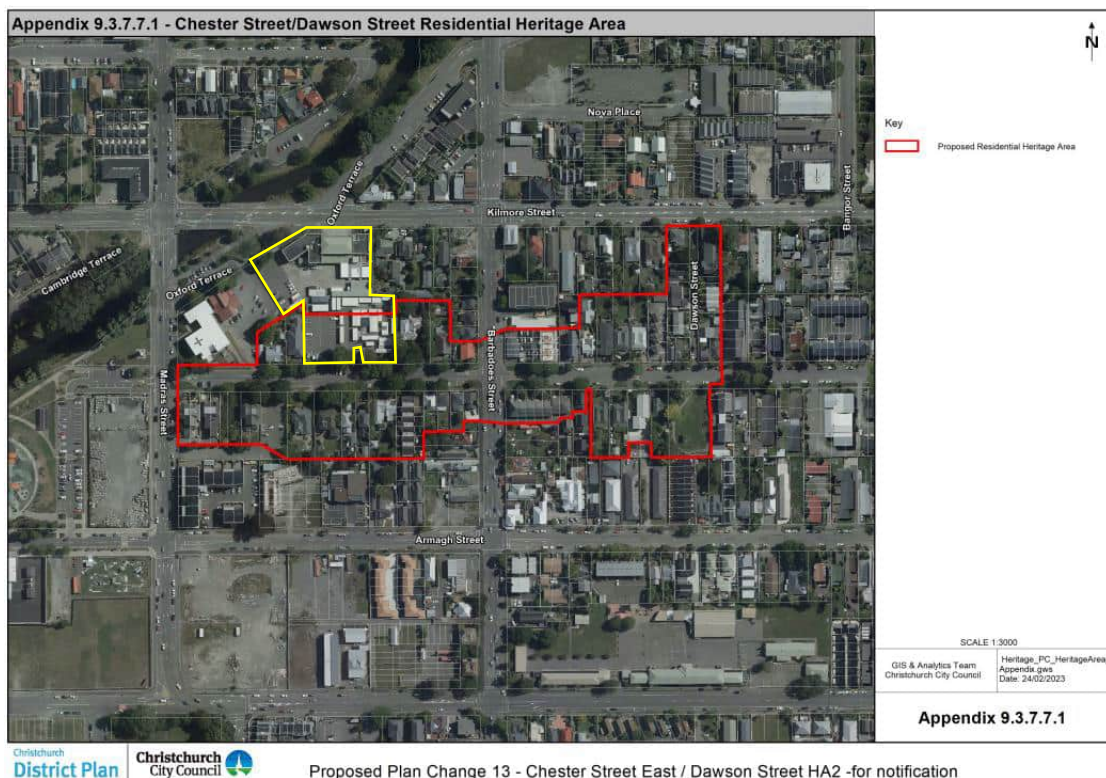 Appendix 9.3.7.7.1 - Chester Street/Dawson Street Residential Heritage Area
N
Nova Place
Key
Proposed Residential Heritage Area
Oxford Terrace
Bangor Street
Kilmore Street
Cambridge Terrace
Oxford Terrace
Dawson Street
Barbadoes Street
Madras Street
Armagh Street
SCALE 1:3000
GIS & Analytics Team
Christchurch City Council
Heritage_PC_HeritageArea
Appendix.gws
Date: 24/02/2023
Appendix 9.3.7.7.1
Christchurch
District Plan
Christchurch
City Council
Proposed Plan Change 13 - Chester Street East / Dawson Street HA2 -for notification